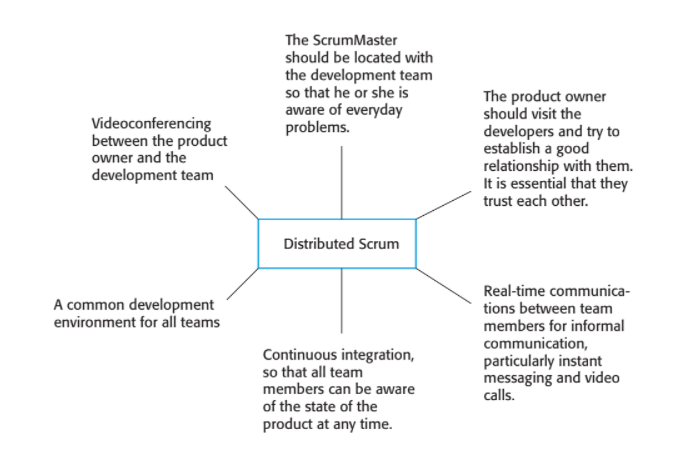 The ScrumMaster
should be located with
the development team
so that he or she is
aware of everyday
problems.
The product owner
should visit the
developers and try to
establish a good
relationship with them.
It is essential that they
trust each other.
Videoconferencing
between the product
owner and the
development team
Distributed Scrum
A common development
environment for all teams
Real-time communica-
tions between team
members for informal
communication,
particularly instant
messaging and video
calls.
Continuous integration,
so that all team
members can be aware
of the state of the
product at any time.